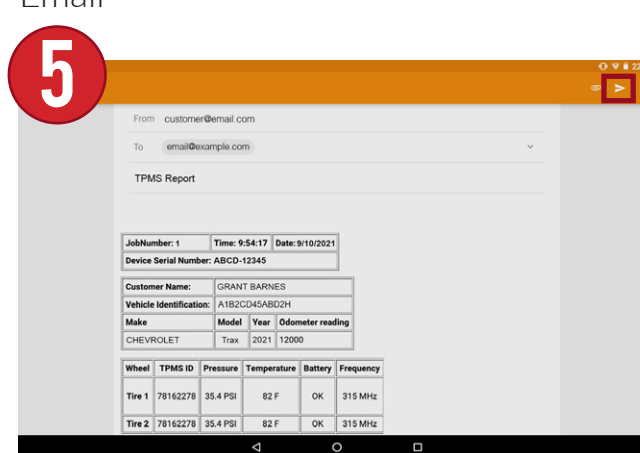 Email
5
22
From customer@email.com
To email@example.com
TPMS Report
JobNumber: 1 Time: 9:54:17 Date: 9/10/2021
Device Serial Number: ABCD-12345
Customer Name: GRANT BARNES
Vehicle Identification: A1B2CD45ABD2H
Make Model Year Odometer reading
CHEVROLET Trax 2021 12000
Wheel TPMS ID Pressure Temperature Battery Frequency
Tire 1 78162278 35.4 PSI 82 F OK 315 MHz
Tire 2 78162278 35.4 PSI 82 F OK 315 MHz